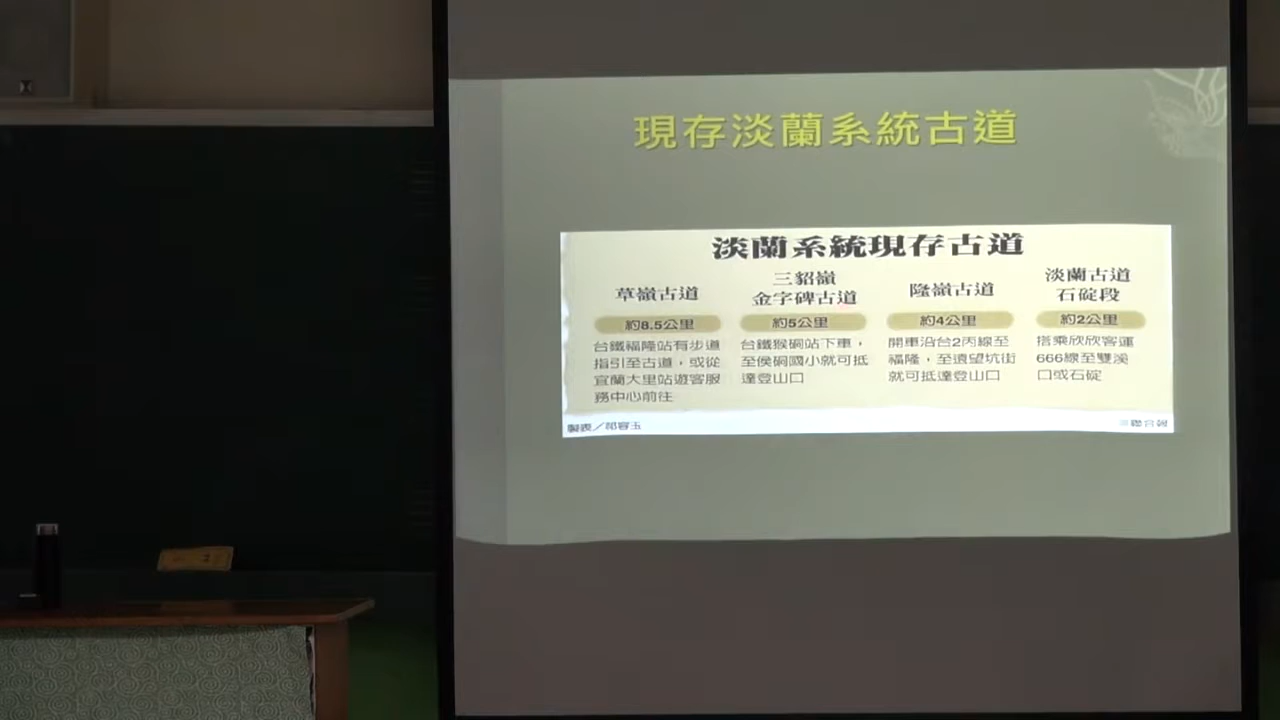 現存淡蘭系統古道
淡蘭系統現存古道
草嶺古道
約8.5公里
台鐵福隆站有步道
指引至古道，或從
宜蘭大里站遊客服
務中心前往
三貂嶺
金字碑古道
約5公里
台鐵猴硐站下車，
至侯硐國小就可抵
達登山口
隆嶺古道
約4公里
開車沿台2丙線至
福隆，至遠望坑街
就可抵達登山口
淡蘭古道
石碇段
約2公里
搭乘欣欣客運
666線至雙溪
口或石碇
製表／
聯合報